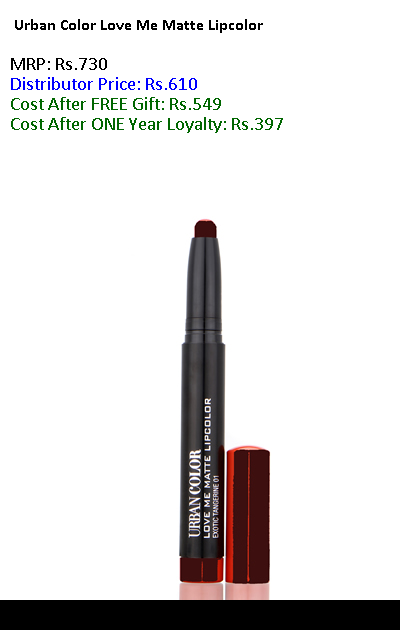 Urban Color Love Me Matte Lipcolor
MRP: Rs.730
Distributor Price: Rs.610
Cost After FREE Gift: Rs.549
Cost After ONE Year Loyalty: Rs.397
URBAN COLOR
LOVE ME MATTE LIPCOLOR
EXOTIC TANGERINE 01